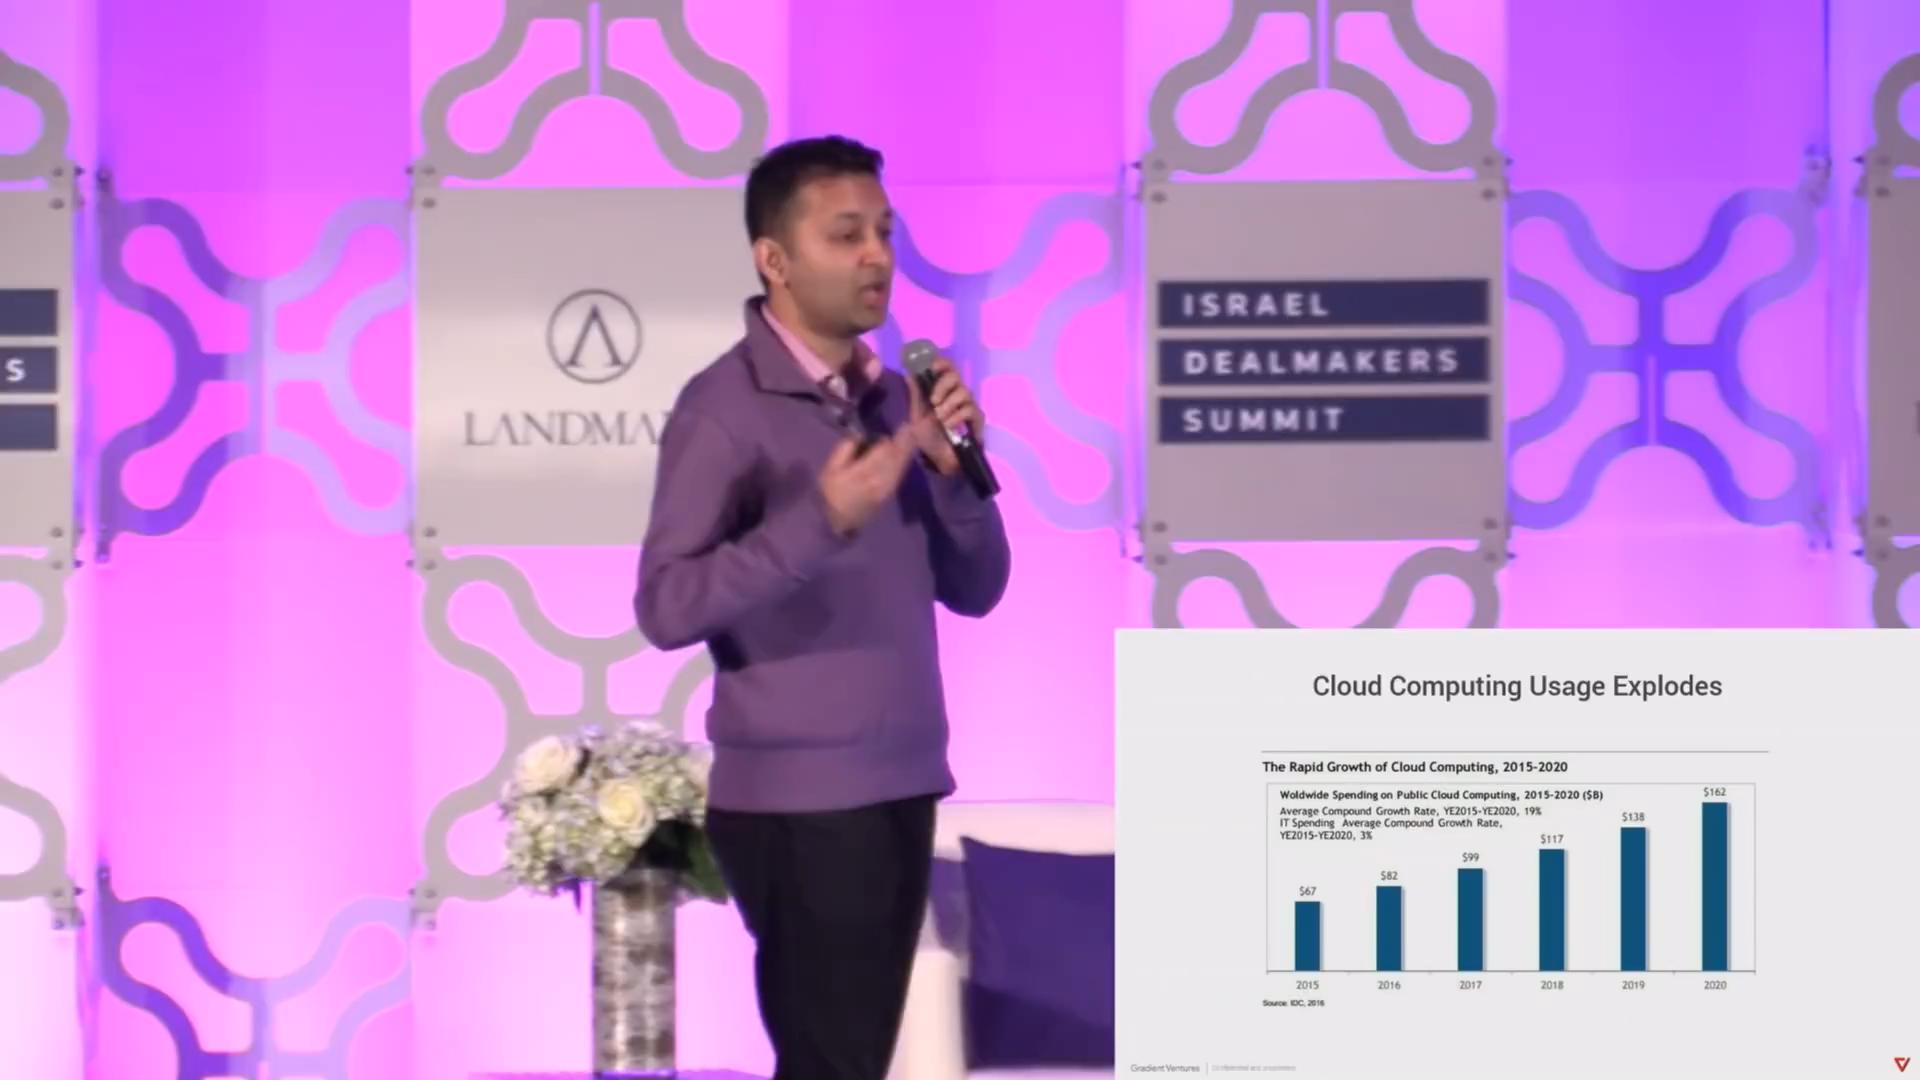 S
LANDMA
ISRAEL
DEALMAKERS
SUMMIT
Cloud Computing Usage Explodes
The Rapid Growth of Cloud Computing, 2015-2020
Woldwide Spending on Public Cloud Computing, 2015-2020 ($B)
Average Compound Growth Rate, YE2015-YE2020, 19%
IT Spending Average Compound Growth Rate,
YE2015-YE2020, 3%
$67
$82
$99
$117
$138
$162
2015
2016
2017
2018
2019
2020
Source: IDC, 2016
Gradient Ventures
Confidential and proprietary